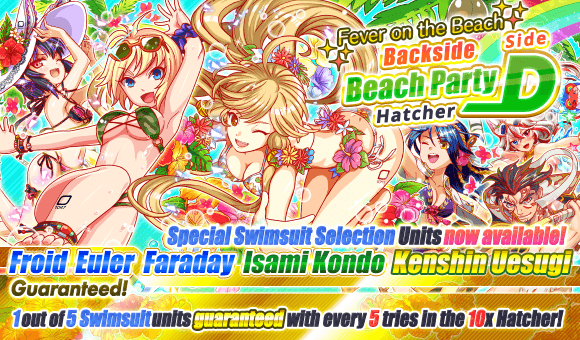 Fever on the Beach
Backside
Side
Beach Party D
Hatcher
Special Swimsuit Selection Units now available!
Froid Euler Faraday Isami Kondo Kenshin Uesugi
Guaranteed!
1 out of 5 Swimsuit units guaranteed with every 5 tries in the 10x Hatcher!